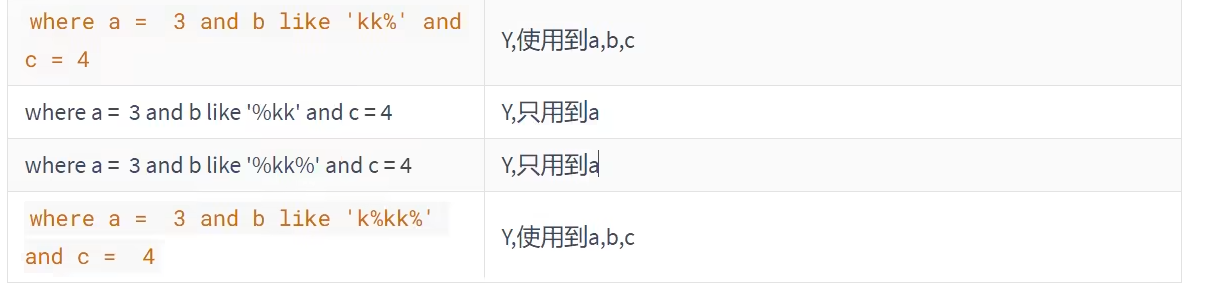 where a =  3 and b like 'kk%' and
c = 4
Y,使用到a,b,c
where a =  3 and b like '%kk' and c = 4
Y,只用到a
where a =  3 and b like '%kk%' and c = 4
Y,只用到a
where a =  3 and b like 'k%kk%'
and c =  4
Y,使用到a,b,c